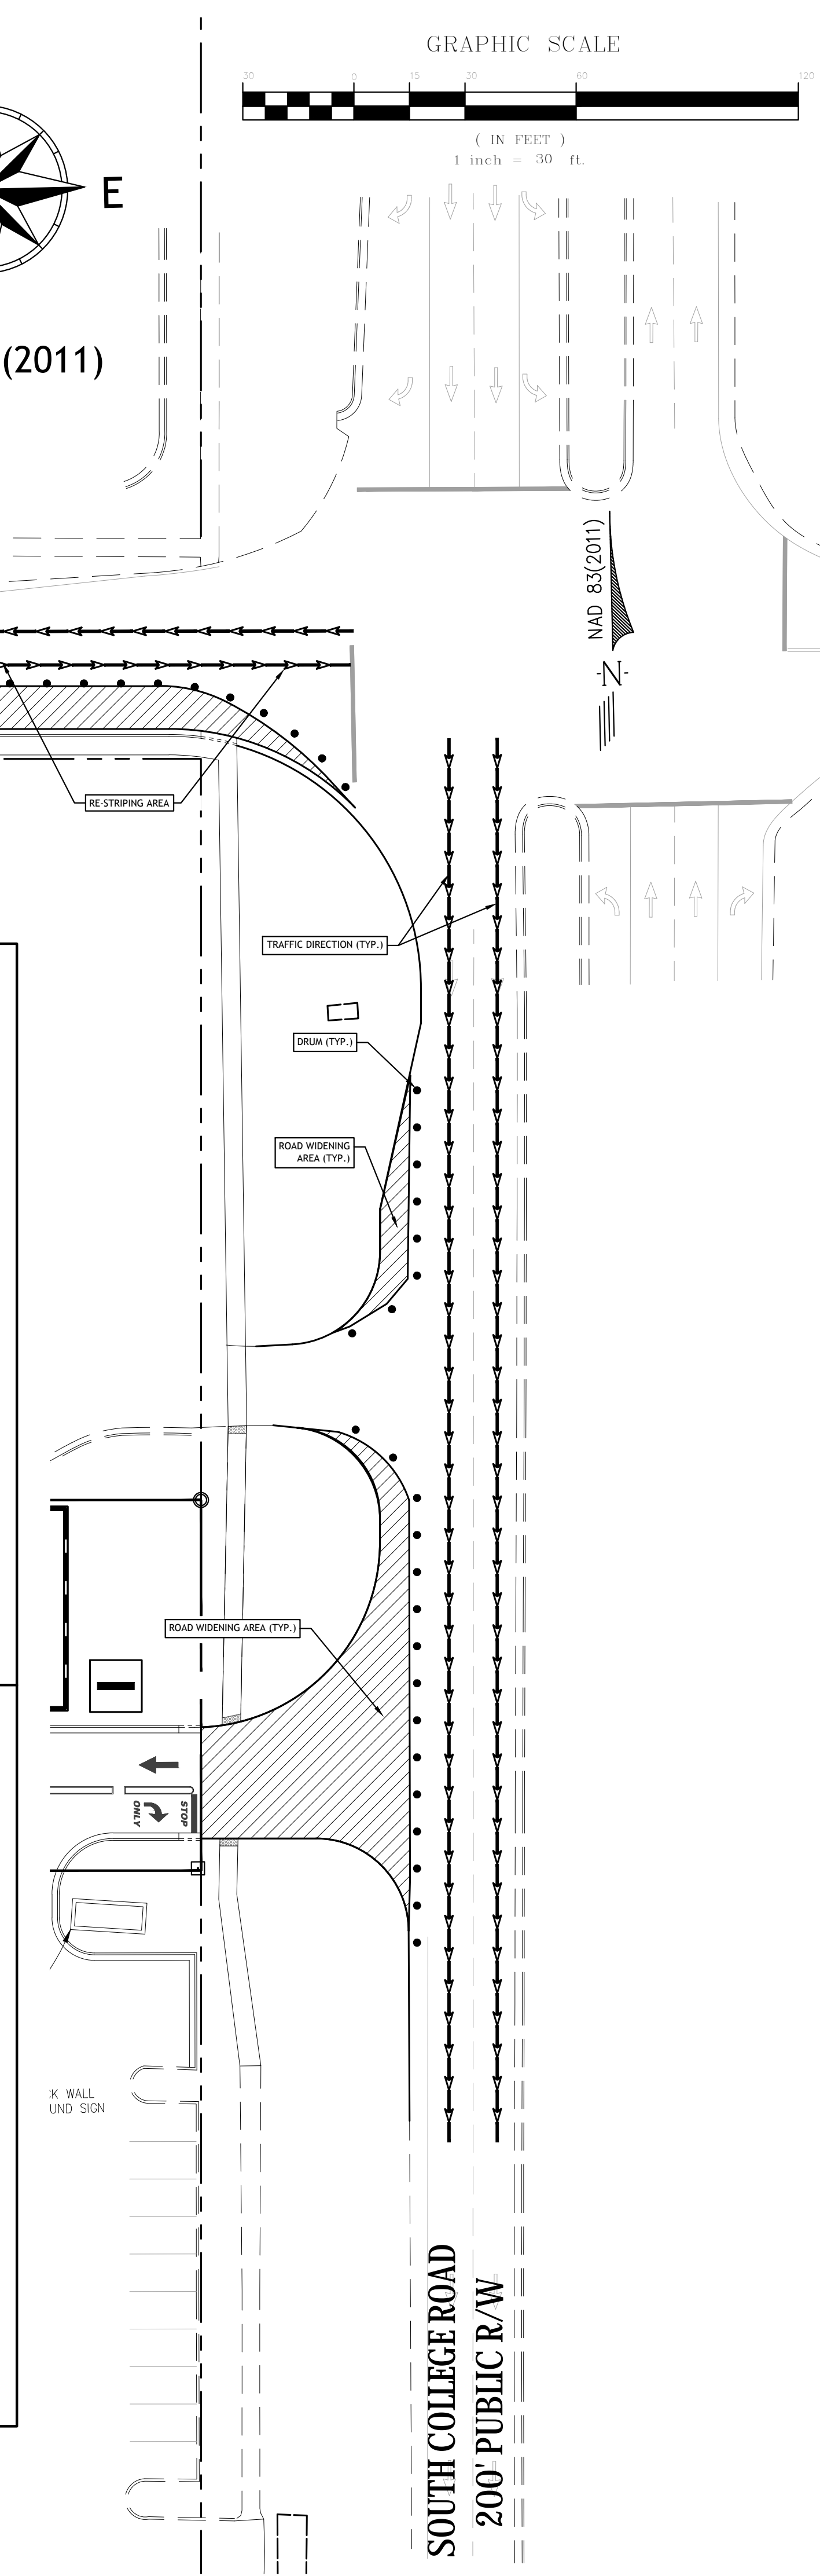 GRAPHIC SCALE
30 0 15 30 60 120
( IN FEET )
1 inch = 30 ft.
E
(2011)
NAD 83(2011)
-N-
RE-STRIPING AREA
TRAFFIC DIRECTION (TYP.)
DRUM (TYP.)
ROAD WIDENING
AREA (TYP.)
ROAD WIDENING AREA (TYP.)
ONLY
STOP
CK WALL
UND SIGN
SOUTH COLLEGE ROAD
200' PUBLIC R/W